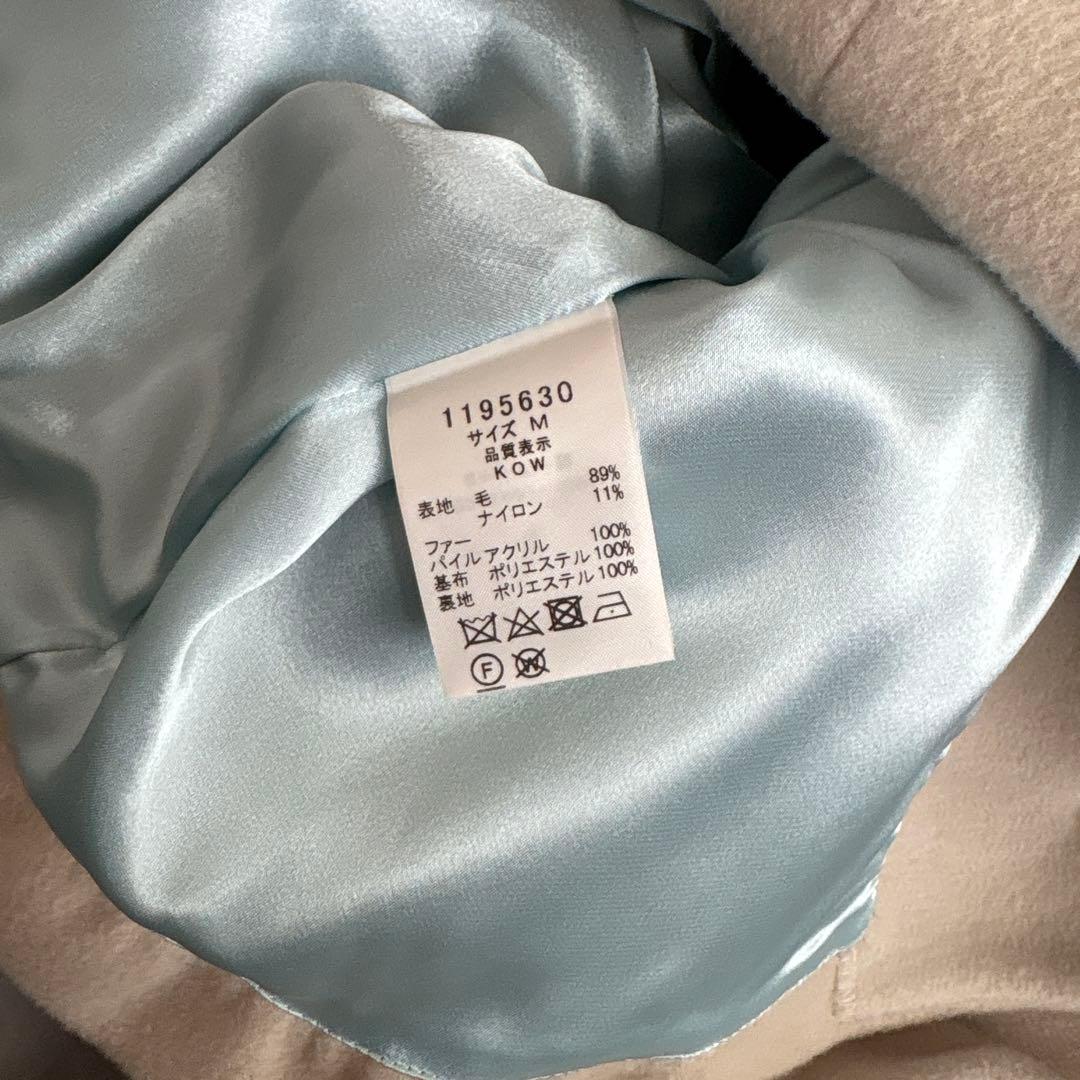 1195630
サイズ M
品質表示
KOW
表地 毛 89%
ナイロン 11%
ファー
パイル アクリル 100%
基布 ポリエステル 100%
裏地 ポリエステル 100%
F W